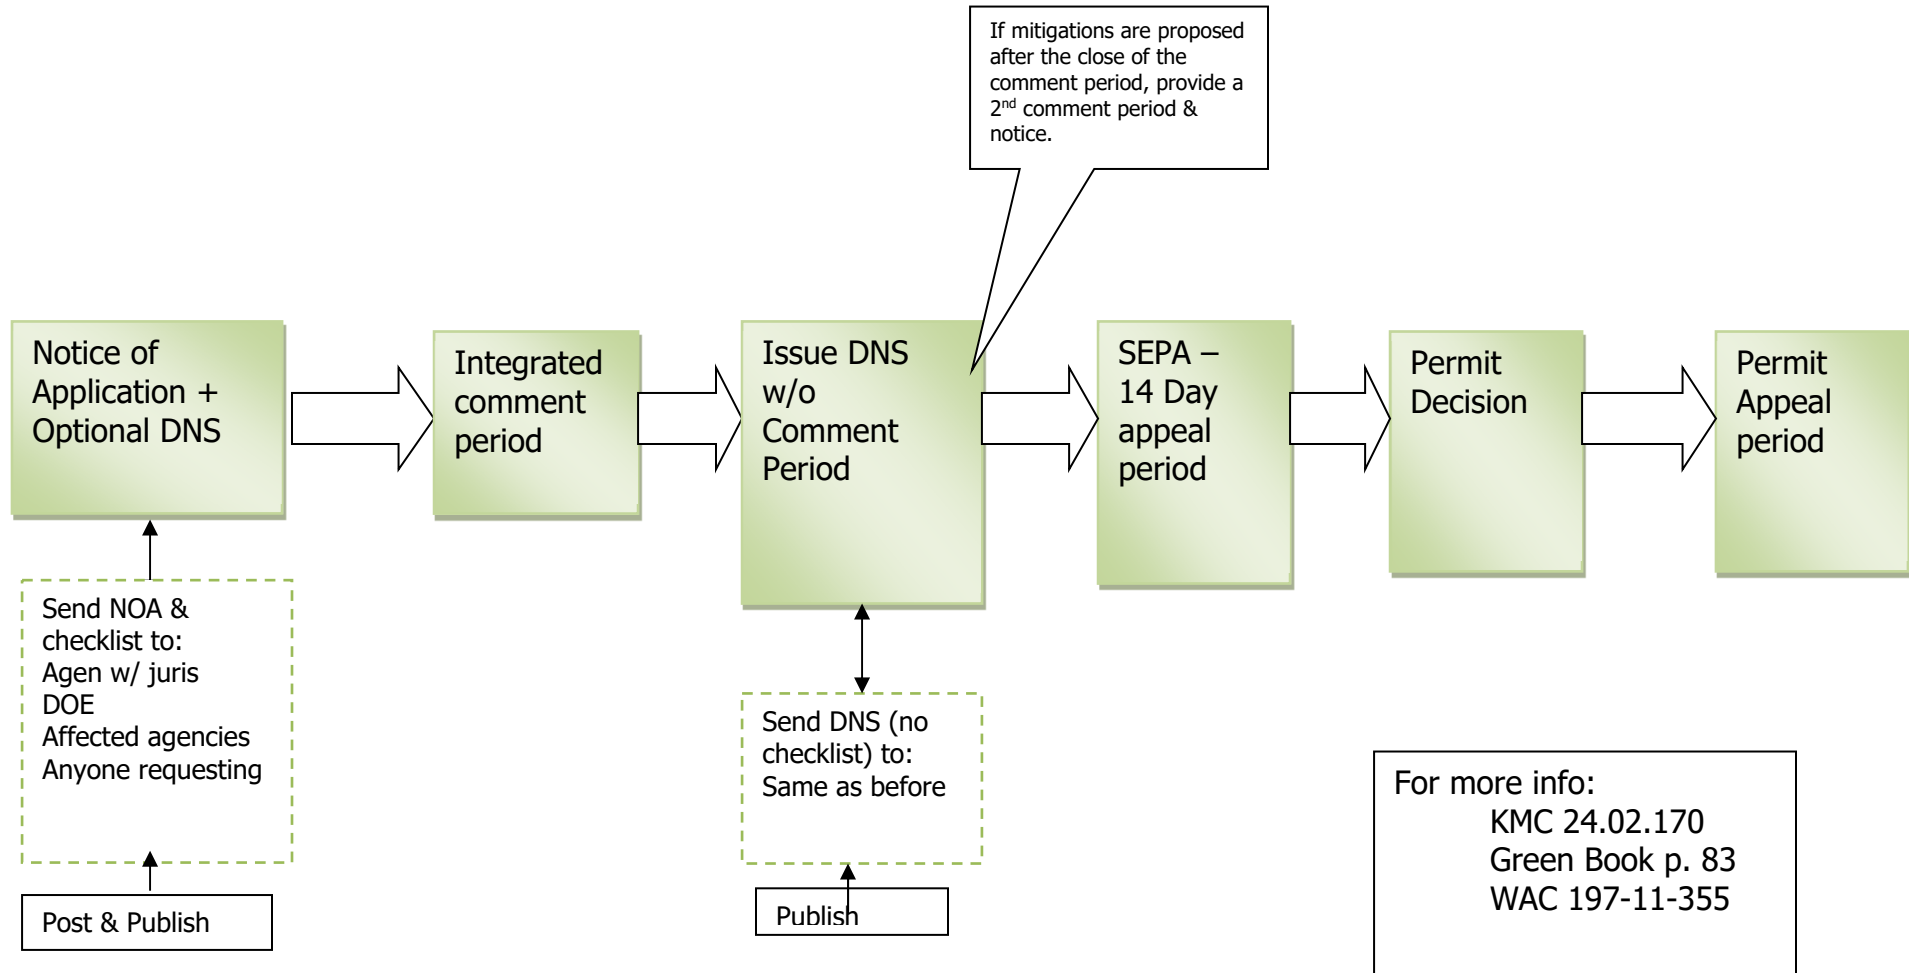 If mitigations are proposed
after the close of the
comment period, provide a
2nd comment period &
notice.
Notice of
Application +
Optional DNS
Integrated
comment
period
Issue DNS
w/o
Comment
Period
SEPA –
14 Day
appeal
period
Permit
Decision
Permit
Appeal
period
Send NOA &
checklist to:
Agen w/ juris
DOE
Affected agencies
Anyone requesting
Post & Publish
Send DNS (no
checklist) to:
Same as before
Publish
For more info:
KMC 24.02.170
Green Book p. 83
WAC 197-11-355